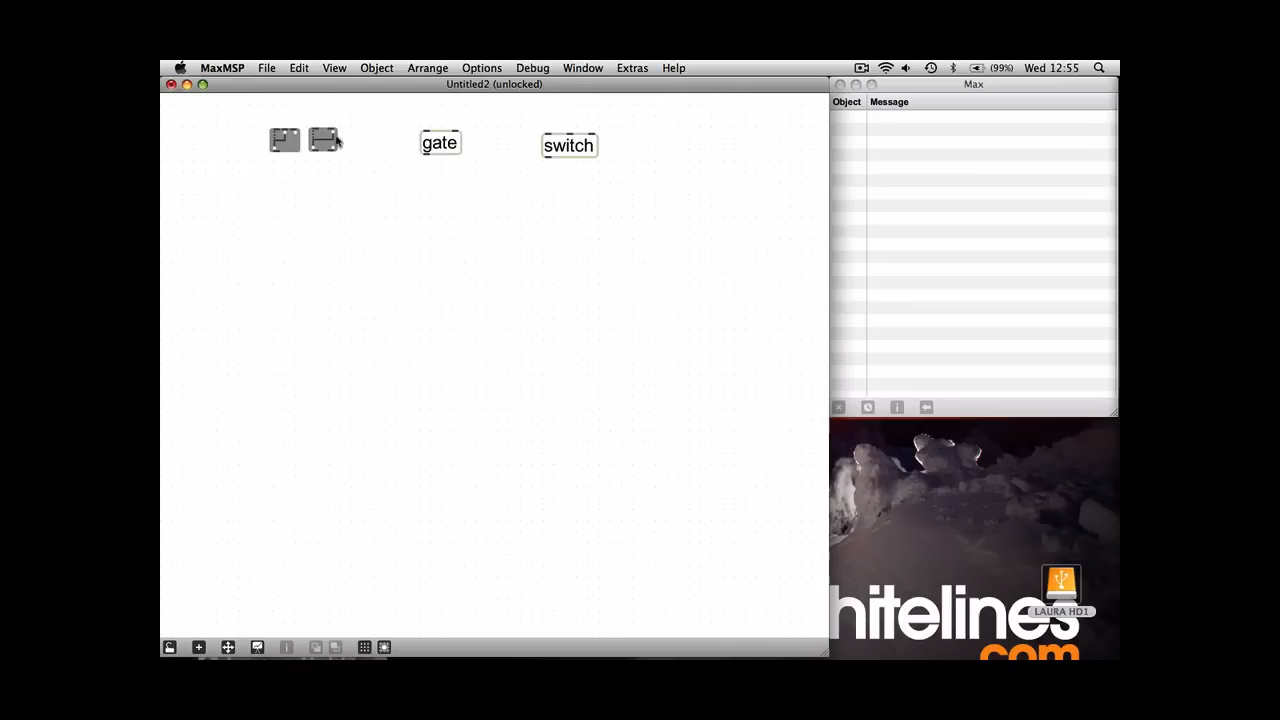 MaxMSP File Edit View Object Arrange Options Debug Window Extras Help (99%) Wed 12:55
Untitled2 (unlocked)
Max
Object Message
gate
switch
i
i
LAURA HD1
hitelines
com